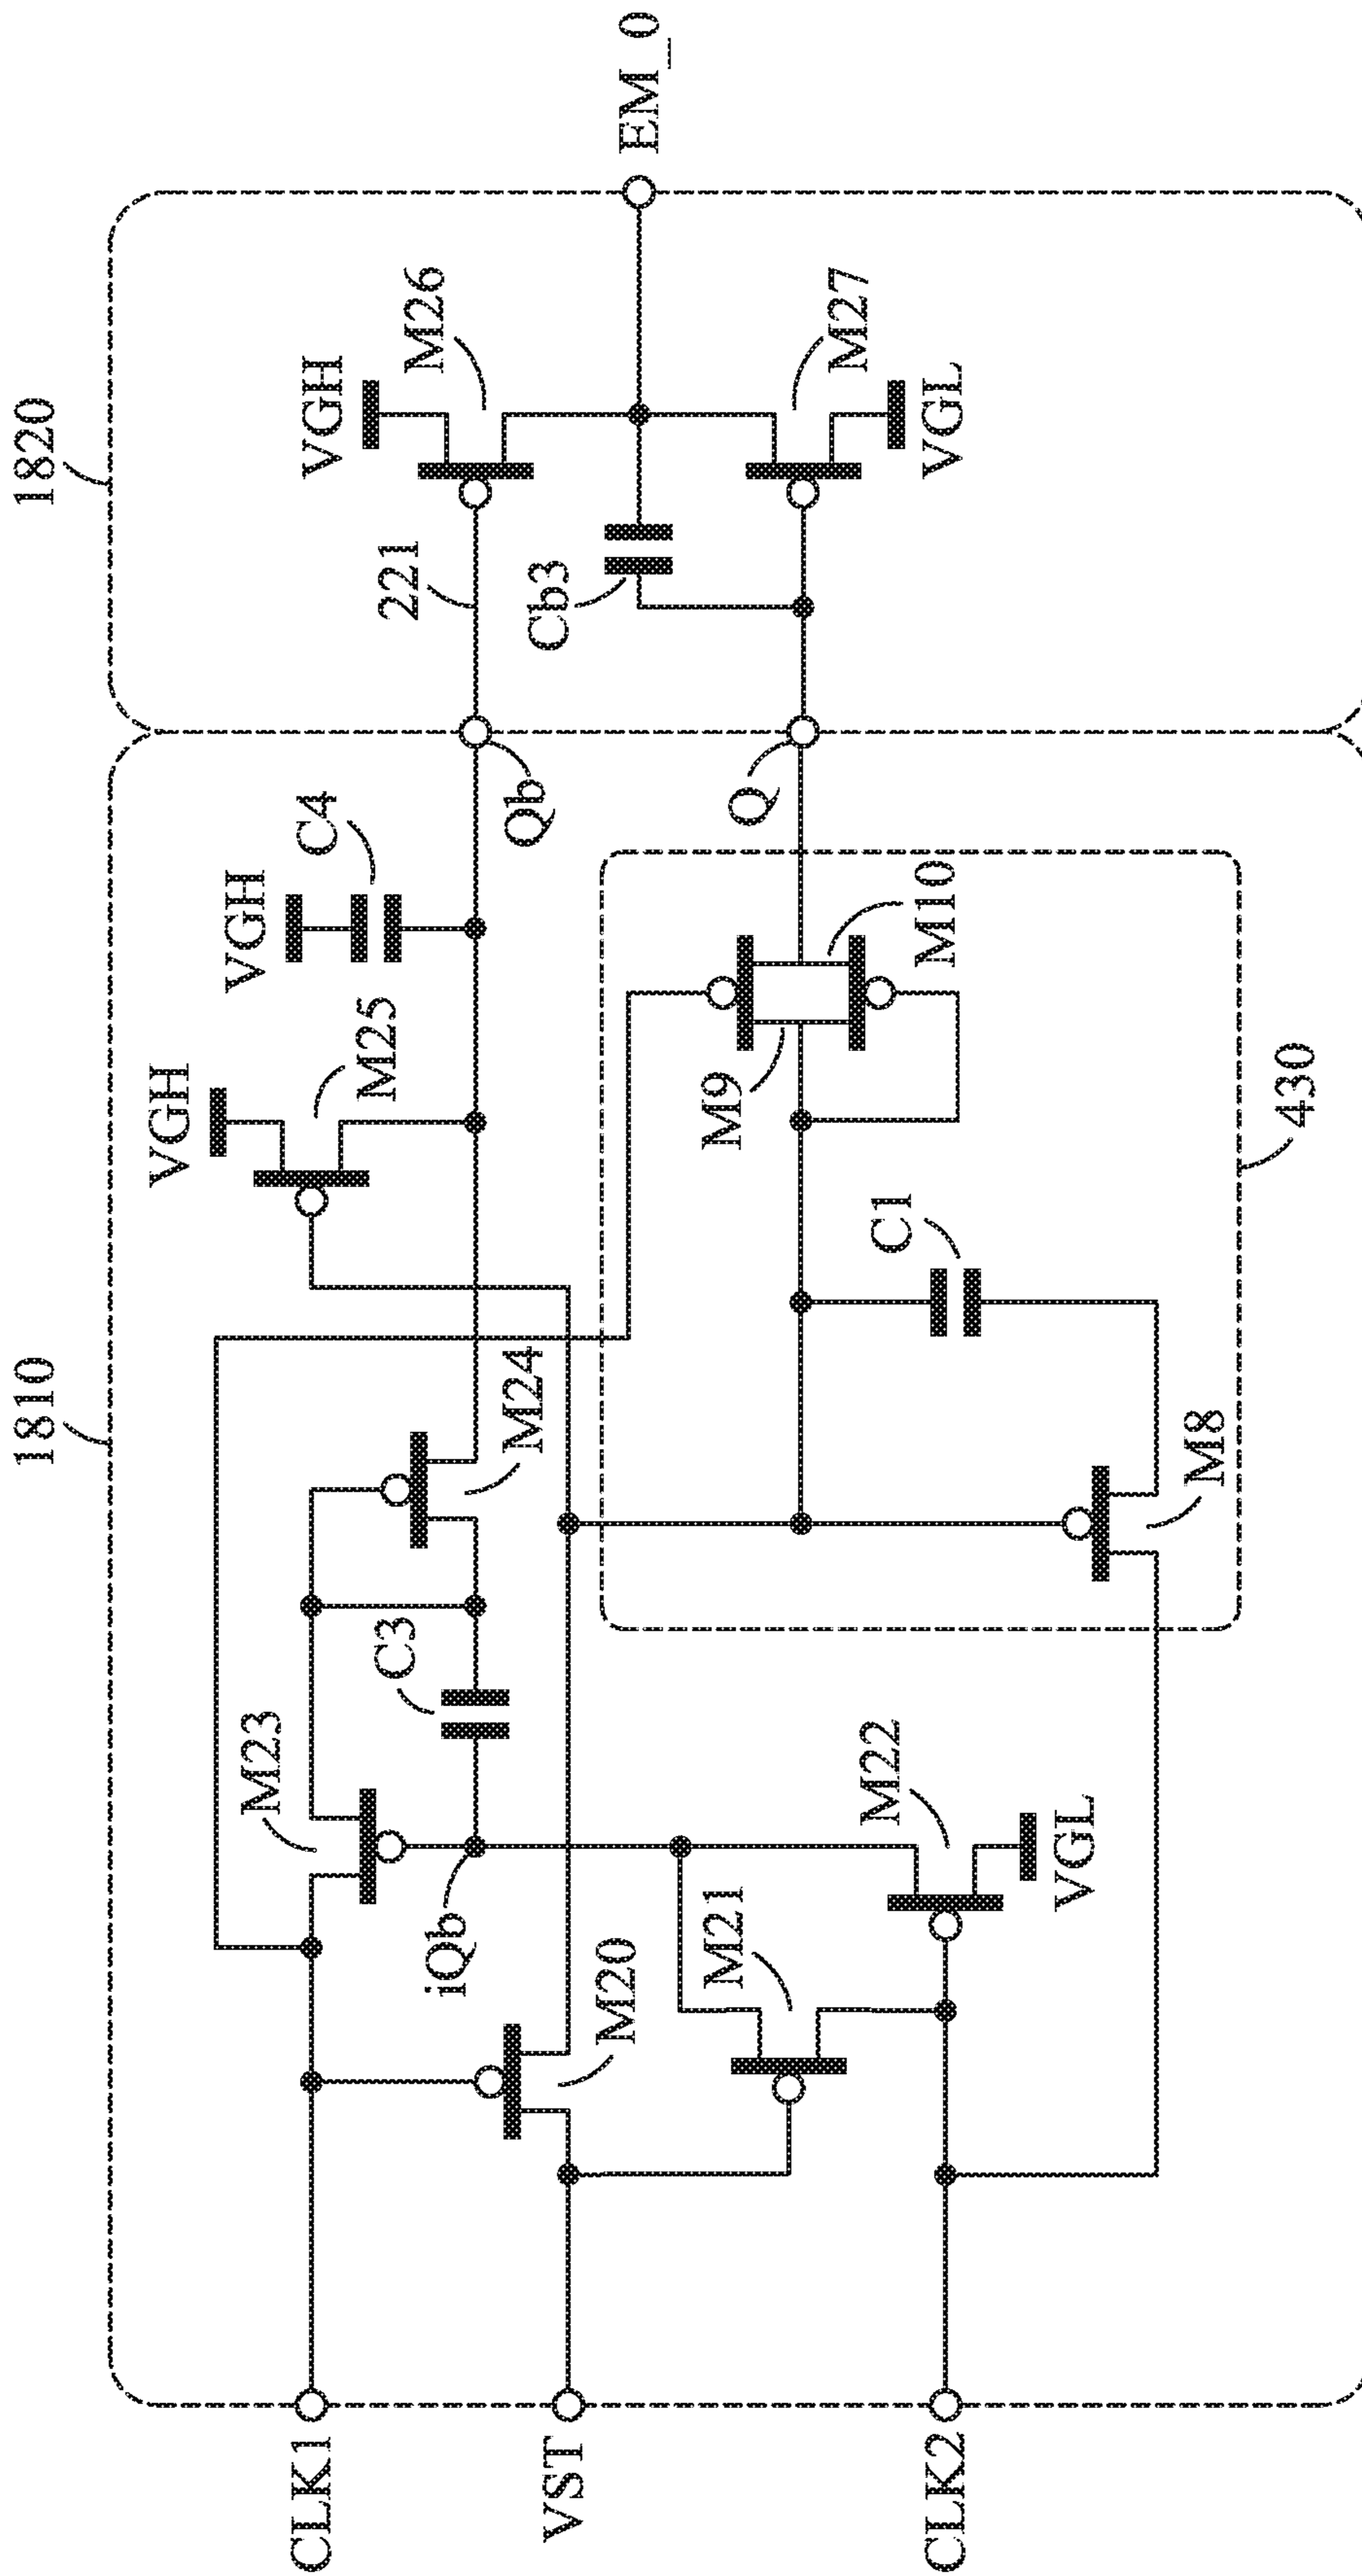 1810
1820
CLK1
VST
CLK2
M23
iQb
M20
M21
M22
VGL
C3
M24
VGH
M25
VGH
C4
Qb
Q
M8
C1
M9
M10
430
221
Cb3
VGH
M26
M27
VGL
EM_0